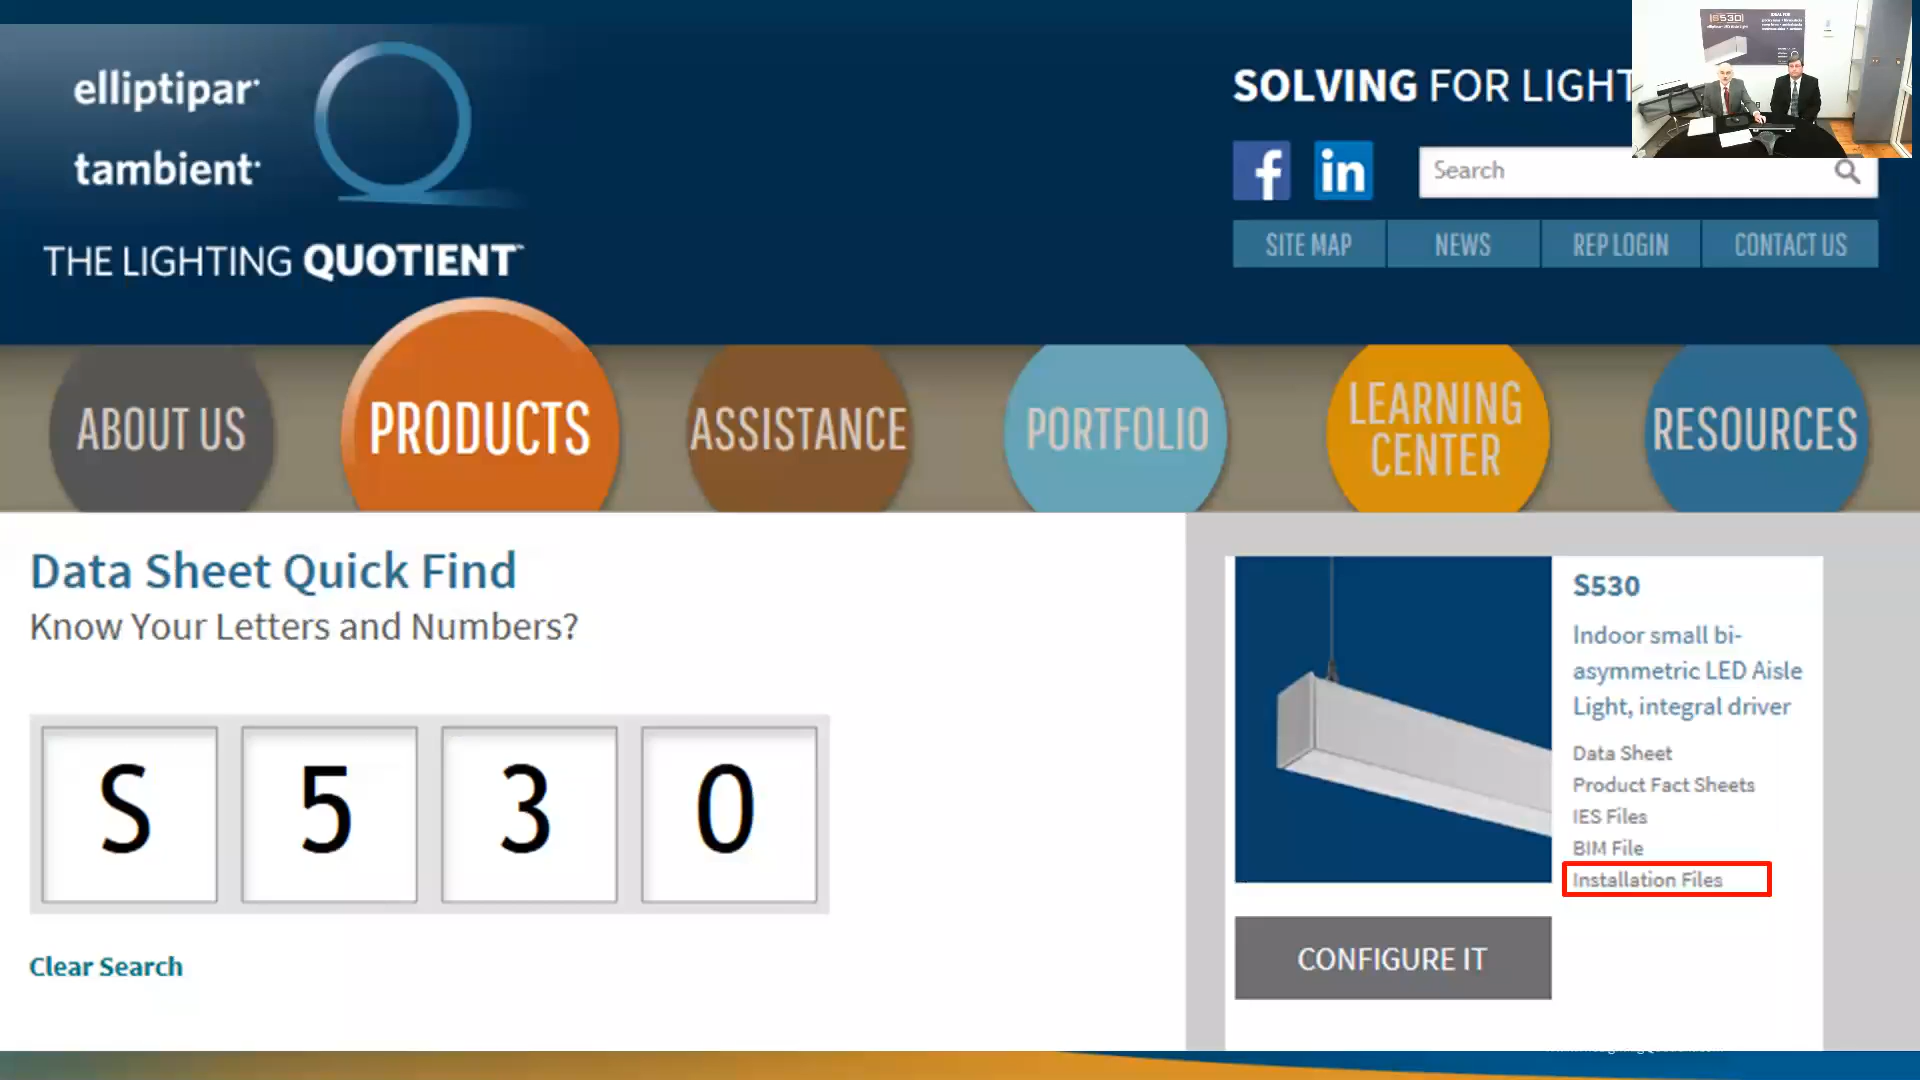 elliptipar
tambient
THE LIGHTING QUOTIENT™
SOLVING FOR LIGHT
Search
SITE MAP
NEWS
REP LOGIN
CONTACT US
ABOUT US
PRODUCTS
ASSISTANCE
PORTFOLIO
LEARNING
CENTER
RESOURCES
Data Sheet Quick Find
Know Your Letters and Numbers?
S 5 3 0
Clear Search
S530
Indoor small bi-
asymmetric LED Aisle
Light, integral driver
Data Sheet
Product Fact Sheets
IES Files
BIM File
Installation Files
CONFIGURE IT